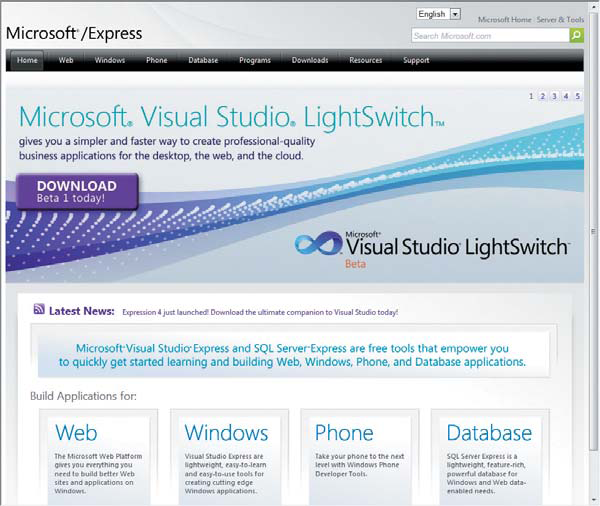 English
Microsoft Home | Server & Tools
Microsoft®/Express
Search Microsoft.com
Home Web Windows Phone Database Programs Downloads Resources Support
1 2 3 4 5
Microsoft® Visual Studio® LightSwitch™
gives you a simpler and faster way to create professional-quality
business applications for the desktop, the web, and the cloud.
DOWNLOAD
Beta 1 today!
Microsoft®
Visual Studio® LightSwitch™
Beta
Latest News: Expression 4 just launched! Download the ultimate companion to Visual Studio today!
Microsoft® Visual Studio® Express and SQL Server® Express are free tools that empower you
to quickly get started learning and building Web, Windows, Phone, and Database applications.
Build Applications for:
Web
The Microsoft Web Platform
gives you everything you
need to build better Web
sites and applications on
Windows.
Windows
Visual Studio Express are
lightweight, easy-to-learn
and easy-to-use tools for
creating cutting edge
Windows applications.
Phone
Take your phone to the next
level with Windows Phone
Developer Tools.
Database
SQL Server Express is a
lightweight, feature-rich,
powerful database for
Windows and Web data-
enabled needs.